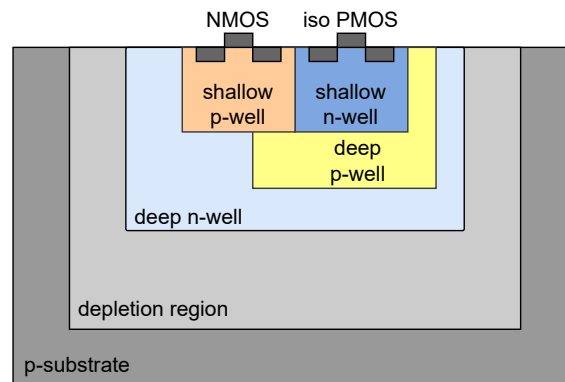 NMOS iso PMOS
shallow
p-well
shallow
n-well
deep
p-well
deep n-well
depletion region
p-substrate